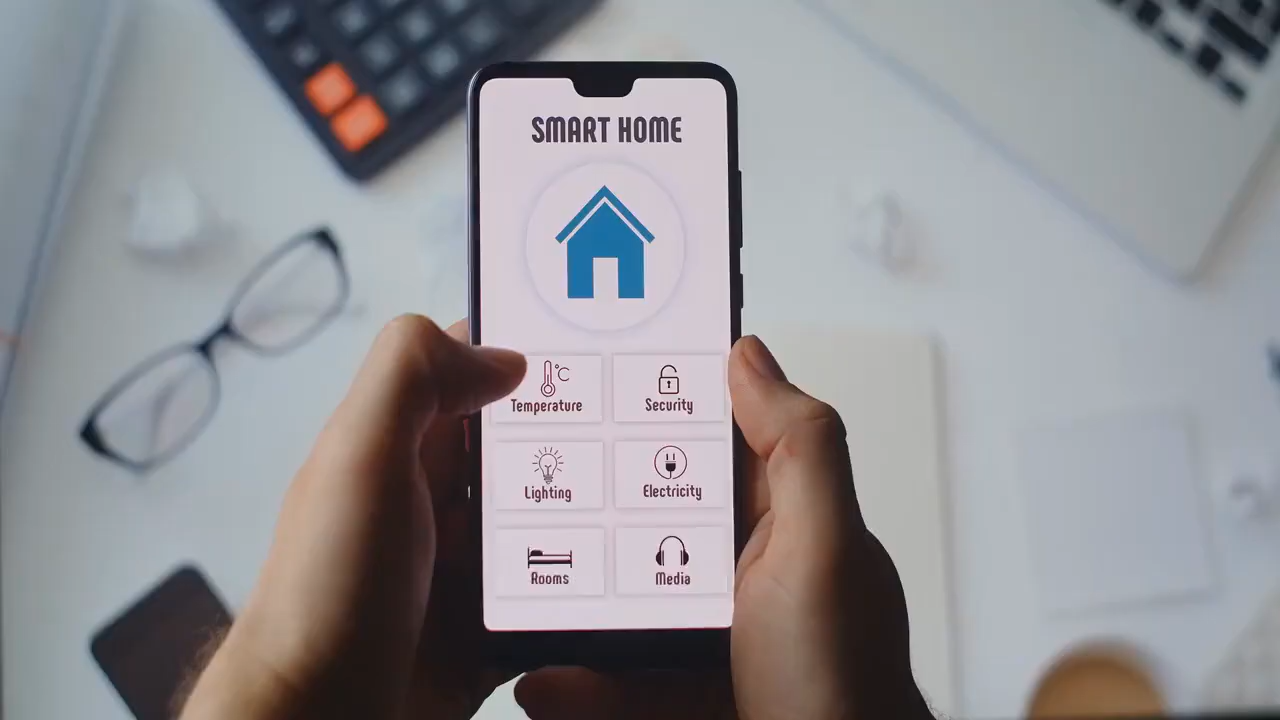 SMART HOME
°C
Temperature
Security
Lighting
Electricity
Rooms
Media